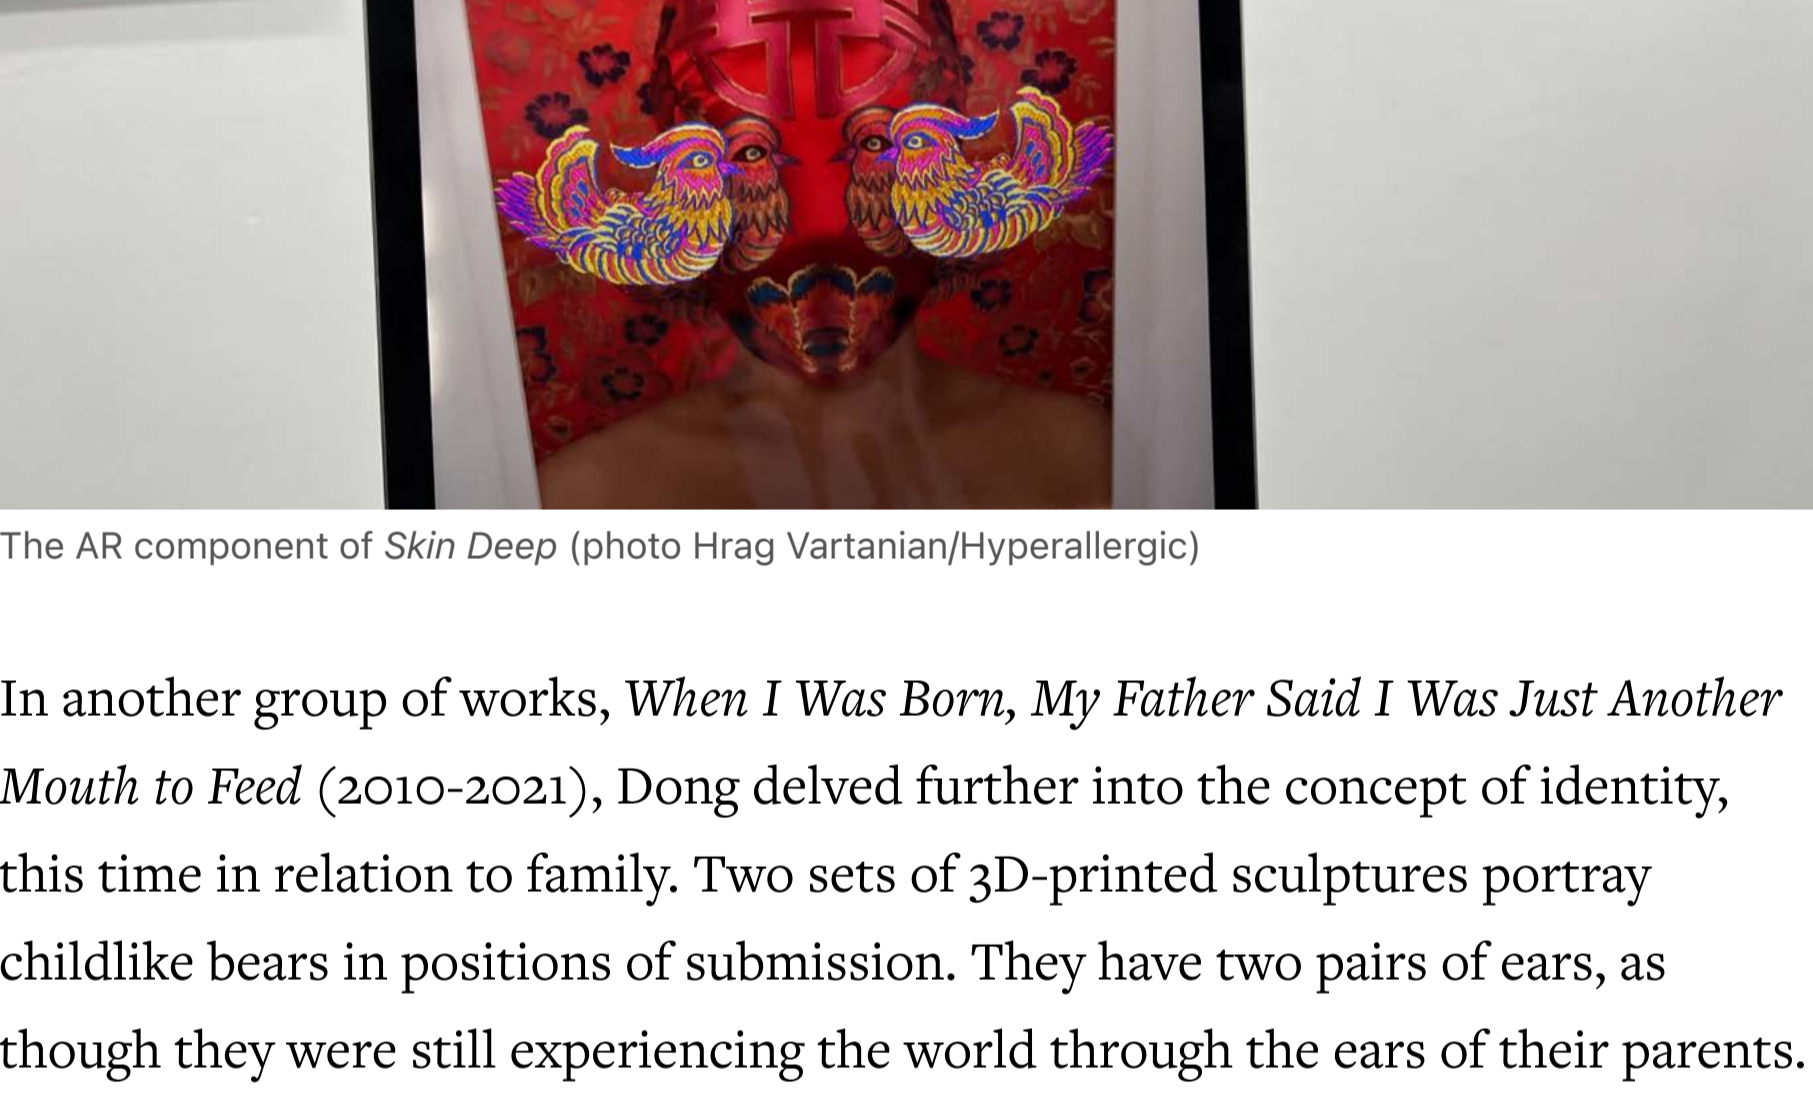 The AR component of Skin Deep (photo Hrag Vartanian/Hyperallergic)
In another group of works, When I Was Born, My Father Said I Was Just Another
Mouth to Feed (2010-2021), Dong delved further into the concept of identity,
this time in relation to family. Two sets of 3D-printed sculptures portray
childlike bears in positions of submission. They have two pairs of ears, as
though they were still experiencing the world through the ears of their parents.